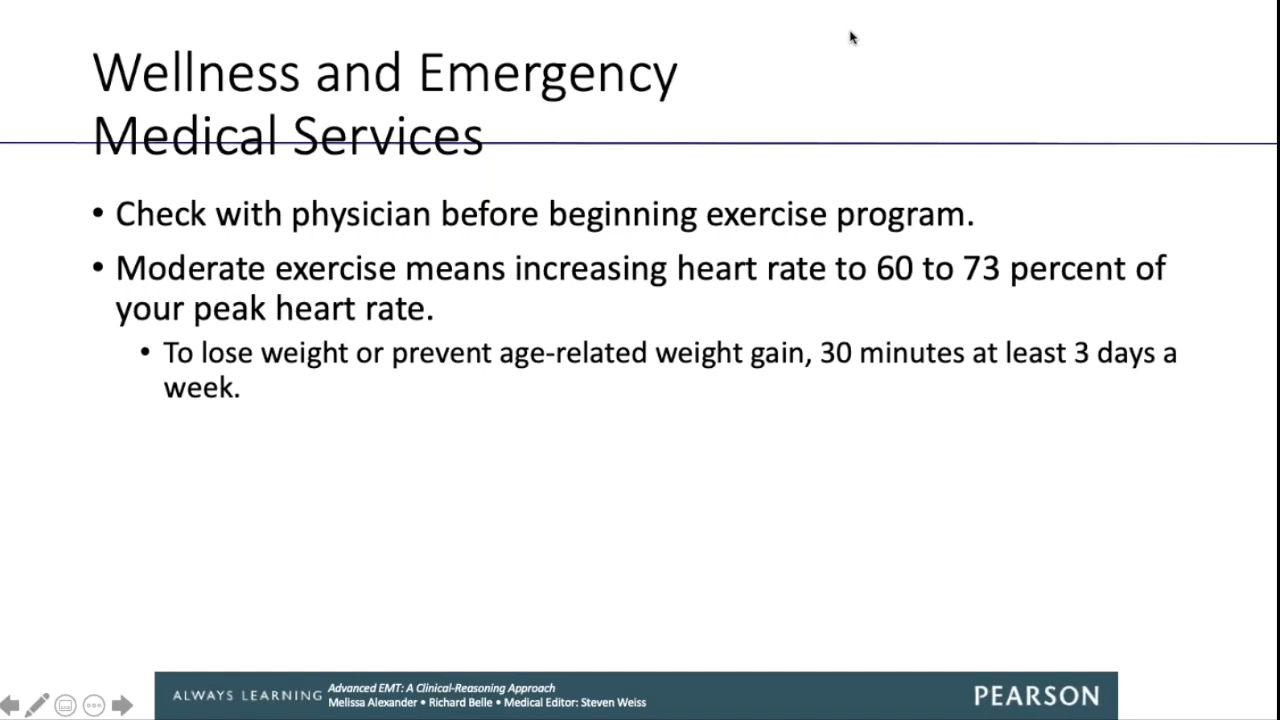 Wellness and Emergency
Medical Services
• Check with physician before beginning exercise program.
• Moderate exercise means increasing heart rate to 60 to 73 percent of
your peak heart rate.
• To lose weight or prevent age-related weight gain, 30 minutes at least 3 days a
week.
ALWAYS LEARNING
Advanced EMT: A Clinical-Reasoning Approach
Melissa Alexander • Richard Belle • Medical Editor: Steven Weiss
PEARSON